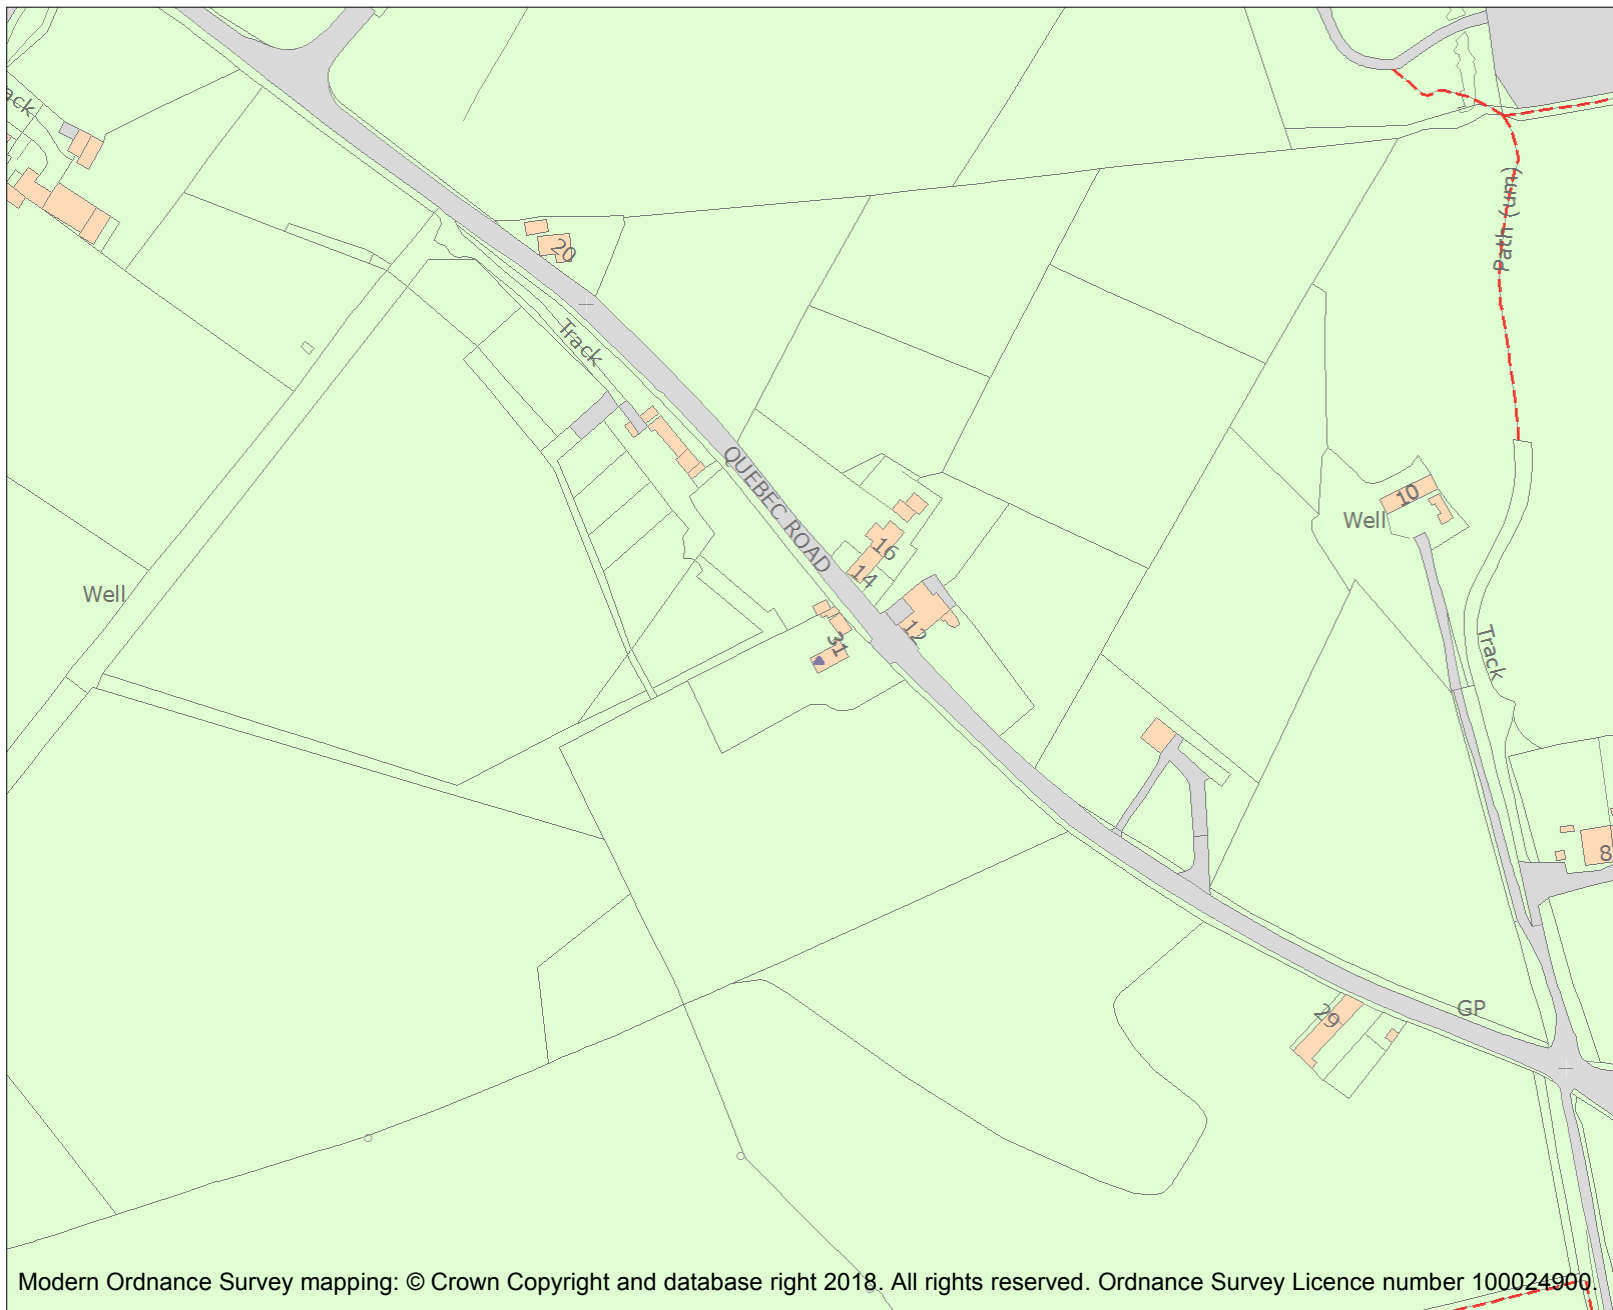 ack
20
Path (um)
Track
QUEBEC ROAD
10
Well
16
14
Well
12
31
Track
8
29
GP
Modern Ordnance Survey mapping: © Crown Copyright and database right 2018. All rights reserved. Ordnance Survey Licence number 100024900.